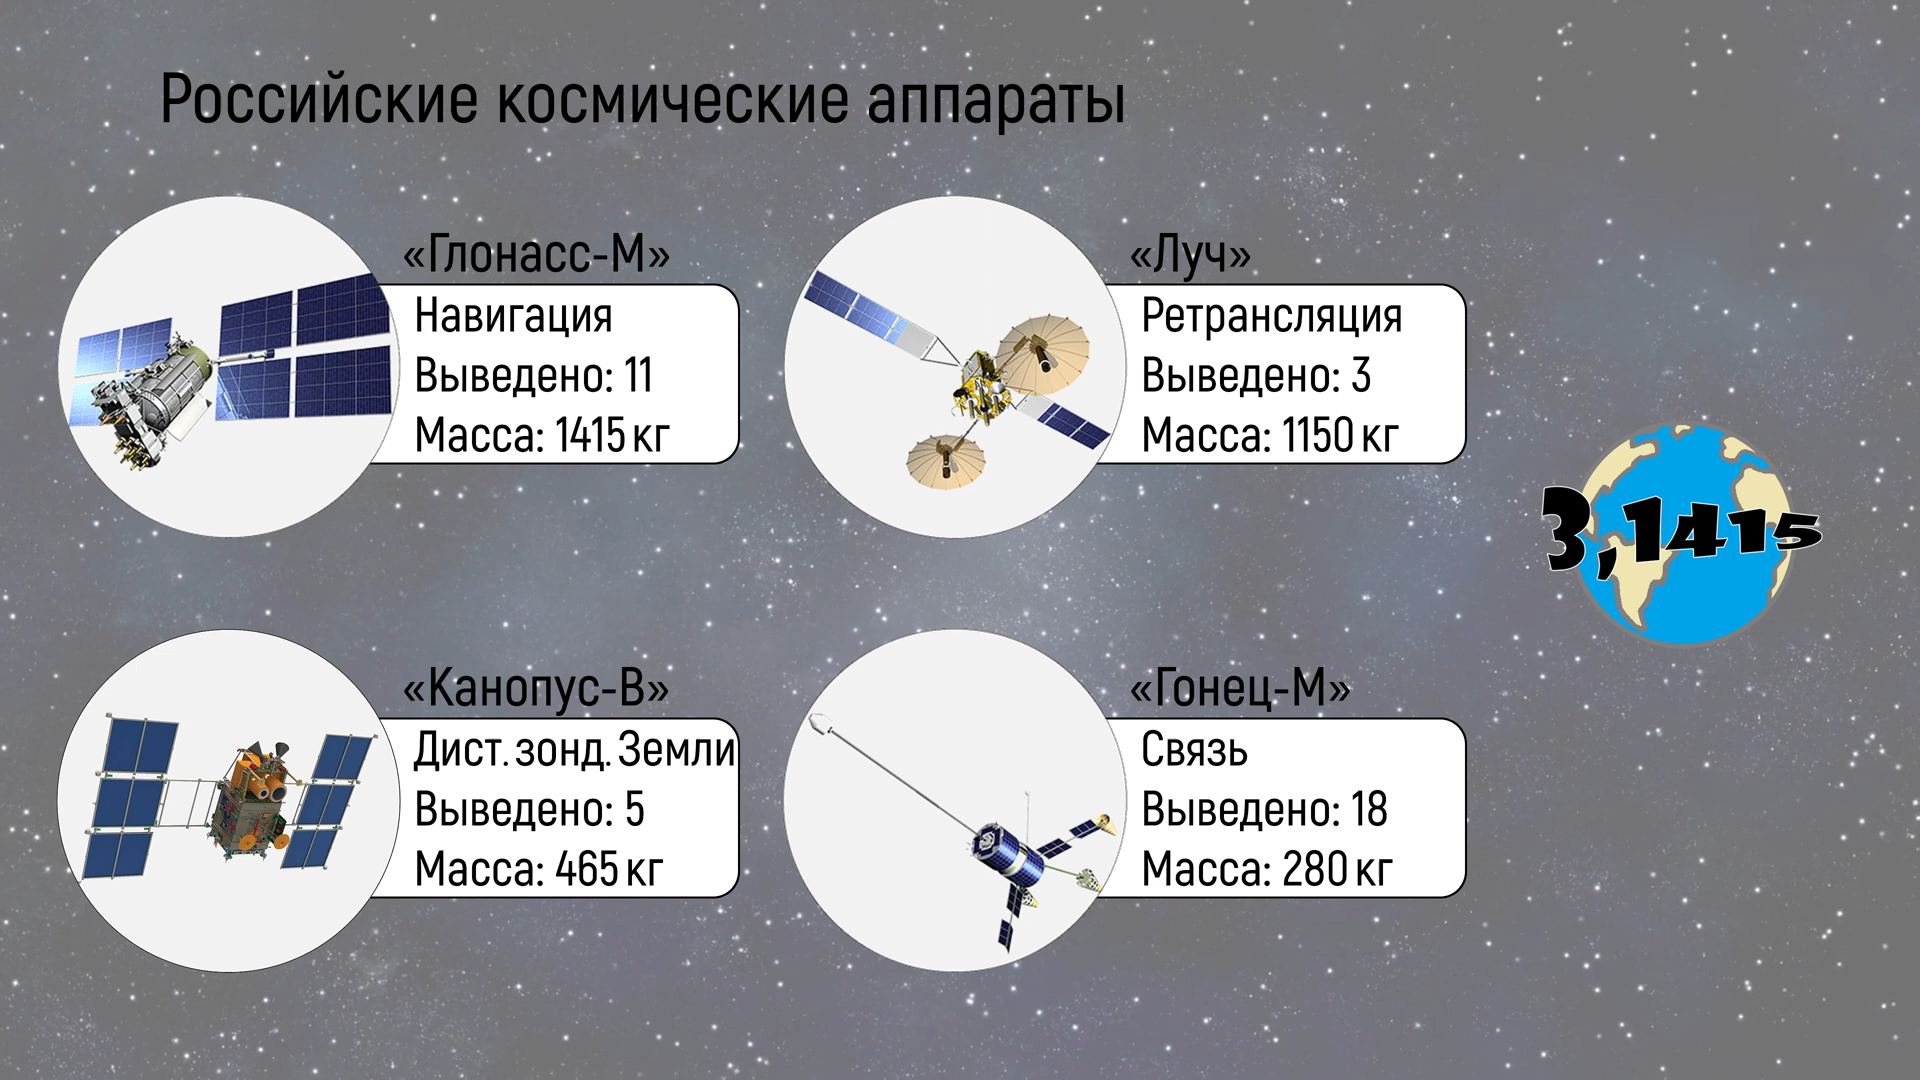 Российские космические аппараты
«Глонасс-М»
Навигация
Выведено: 11
Масса: 1415 кг
«Луч»
Ретрансляция
Выведено: 3
Масса: 1150 кг
3,1415
«Канопус-В»
Дист. зонд. Земли
Выведено: 5
Масса: 465 кг
«Гонец-М»
Связь
Выведено: 18
Масса: 280 кг